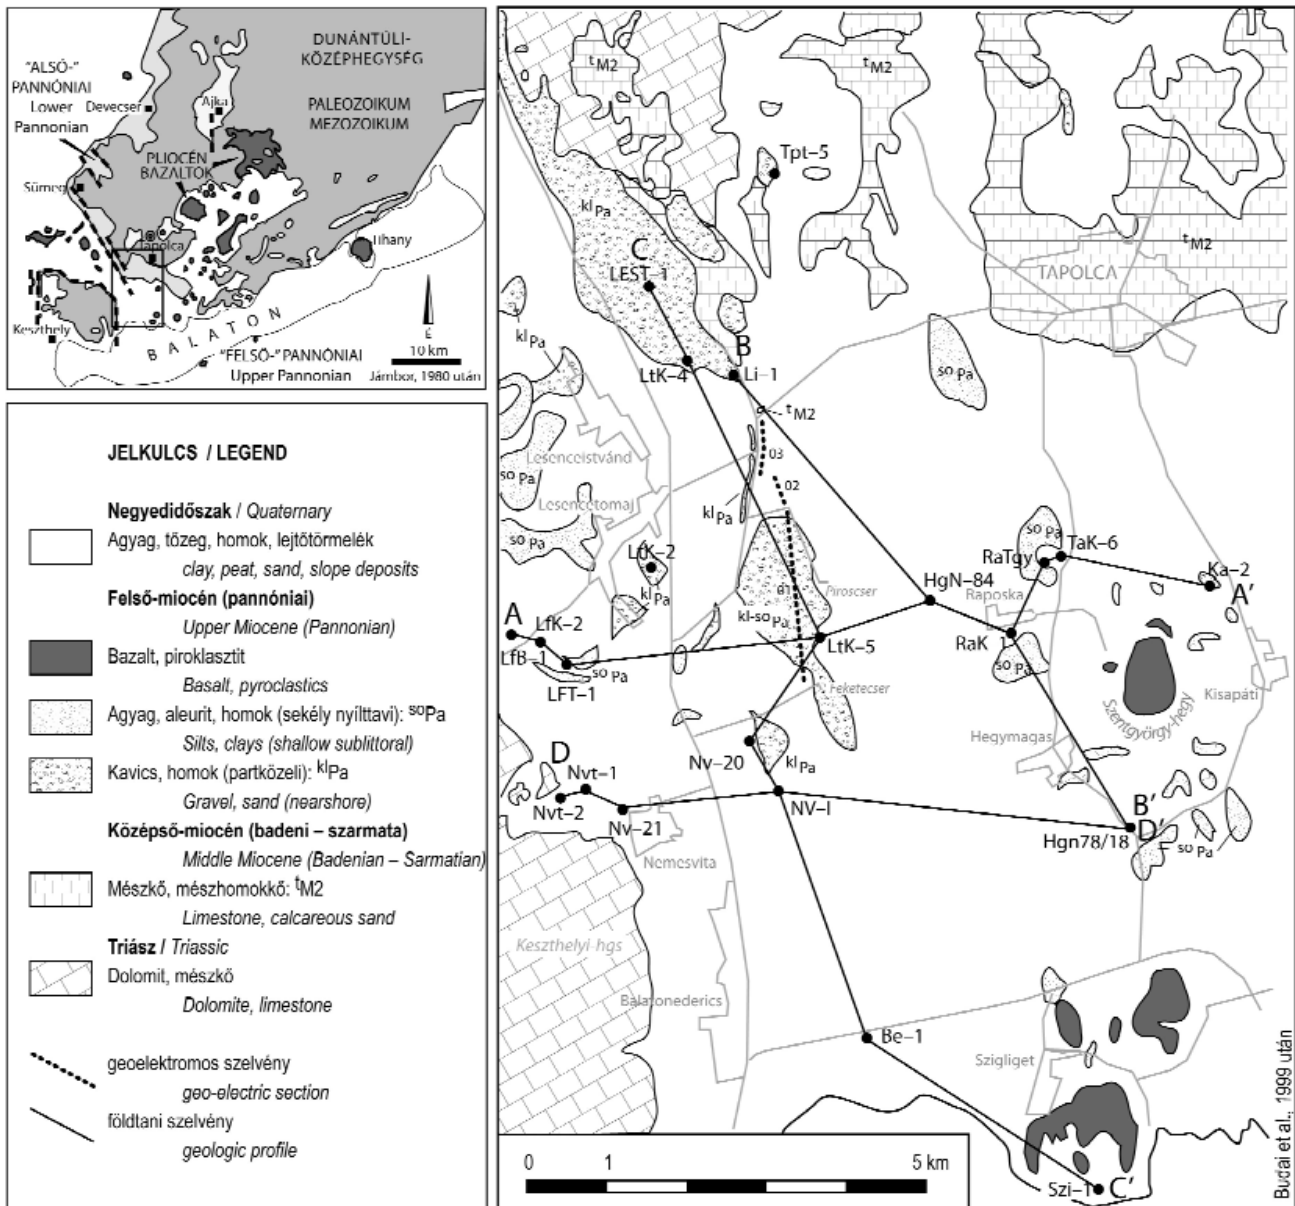 DUNÁNTÚLI-
KÖZÉPHEGYSÉG
PALEOZOIKUM
MEZOZOIKUM
"ALSÓ-"
PANNÓNIAI
Lower
Pannonian
Devecser
Ajka
PLIOCÉN
BAZALTOK
Sümeg
Tapolca
Tihany
Keszthely
BALATON
"FELSŐ-" PANNÓNIAI
Upper Pannonian
É
10 km
Jámbor, 1980 után
JELKULCS / LEGEND
Negyedidőszak / Quaternary
Agyag, tőzeg, homok, lejtőtörmelék
clay, peat, sand, slope deposits
Felső-miocén (pannóniai)
Upper Miocene (Pannonian)
Bazalt, piroklasztit
Basalt, pyroclastics
Agyag, aleurit, homok (sekély nyílttavi): soPa
Silts, clays (shallow sublittoral)
Kavics, homok (partközeli): klPa
Gravel, sand (nearshore)
Középső-miocén (badeni – szarmata)
Middle Miocene (Badenian – Sarmatian)
Mészkő, mészhomokkő: tM2
Limestone, calcareous sand
Triász / Triassic
Dolomit, mészkő
Dolomite, limestone
geoelektromos szelvény
geo-electric section
földtani szelvény
geologic profile
tM2
tM2
Tpt–5
klPa
C
LEST–1
tM2
TAPOLCA
klPa
B
LtK–4
Li–1
soPa
tM2
Lesenceistvánd
03
soPa
02
Lesencetomaj
klPa
soPa
soPa
LtK–2
RaTgy
TaK–6
klPa
01
Piroscser
HgN–84
Ka–2
A
A'
Raposka
LfK–2
kl-soPa
LfB–1
LtK–5
RaK–1
soPa
soPa
LFT–1
Feketecser
Kisapáti
Szentgyörgy-hegy
Hegymagas
D
Nv–20
klPa
Nvt–1
Nvt–2
NV–I
B'
D'
Nv–21
Hgn78/18
soPa
Nemesvita
Keszthelyi-hgs
Balatonederics
Be–1
Szigliget
Szi–1
C'
0 1 5 km
Budai et al., 1999 után